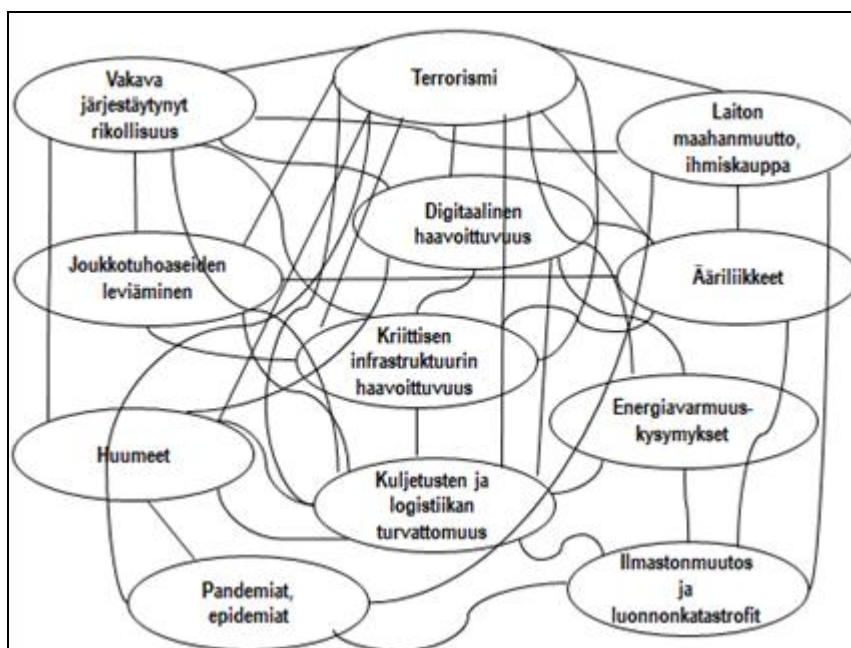 Terrorismi
Vakava
järjestäytynyt
rikollisuus
Laiton
maahanmuutto,
ihmiskauppa
Digitaalinen
haavoittuvuus
Joukkotuhoaseiden
leviäminen
Ääriliikkeet
Kriittisen
infrastruktuurin
haavoittuvuus
Energiavarmuus-
kysymykset
Huumeet
Kuljetusten ja
logistiikan
turvattomuus
Pandemiat,
epidemiat
Ilmastonmuutos
ja
luonnonkatastrofit